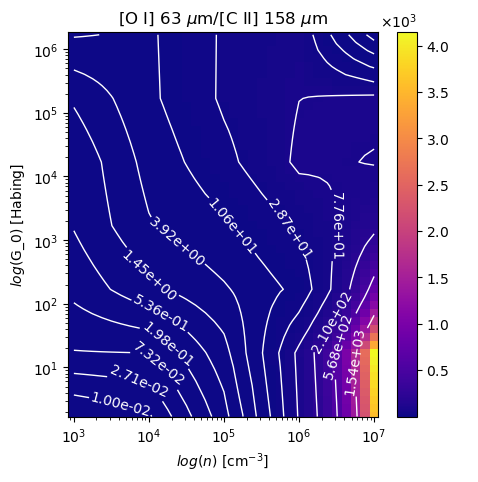 [O I] 63 μm/[C II] 158 μm
×10³
10⁶
10⁵
10⁴
10³
10²
10¹
log(G_0) [Habing]
3.92e+00
1.06e+01
2.87e+01
7.76e+01
1.45e+00
5.36e-01
1.98e-01
7.32e-02
2.71e-02
1.00e-02
2.10e+02
5.68e+02
1.54e+03
10³
10⁴
10⁵
10⁶
10⁷
log(n) [cm⁻³]
4.0
3.5
3.0
2.5
2.0
1.5
1.0
0.5